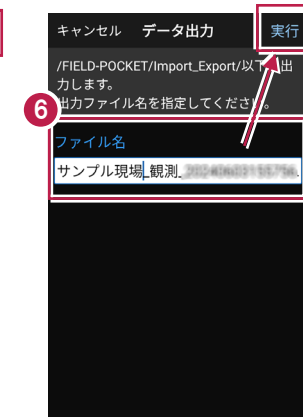 キャンセル データ出力 実行
/FIELD-POCKET/Import_Export/以下 出
力します。
出力ファイル名を指定してください。
6
ファイル名
サンプル現場_観測_